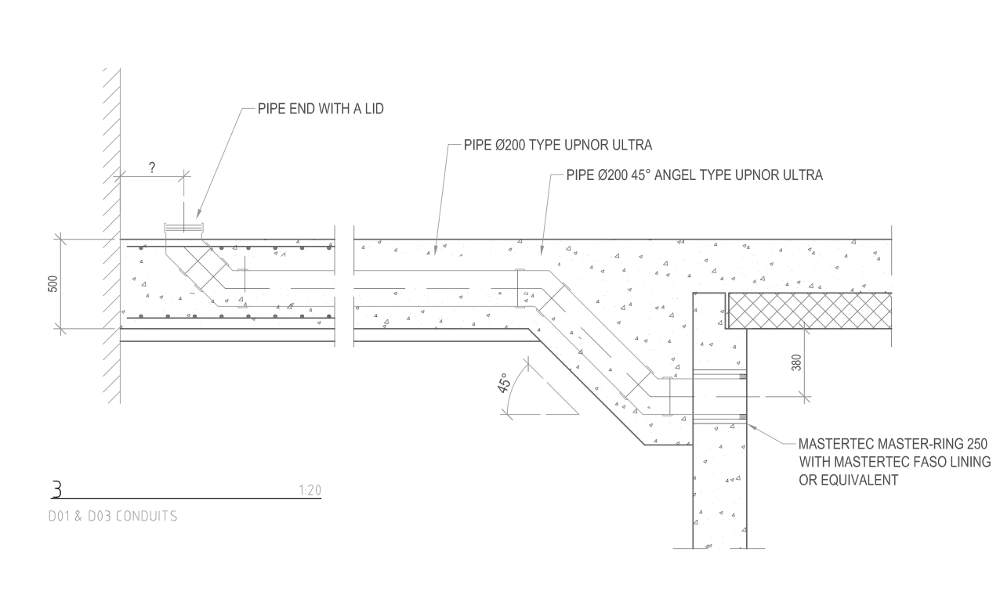 PIPE END WITH A LID
PIPE Ø200 TYPE UPNOR ULTRA
?
PIPE Ø200 45° ANGEL TYPE UPNOR ULTRA
500
380
45°
MASTERTEC MASTER-RING 250
WITH MASTERTEC FASO LINING
OR EQUIVALENT
3
1:20
D01 & D03 CONDUITS